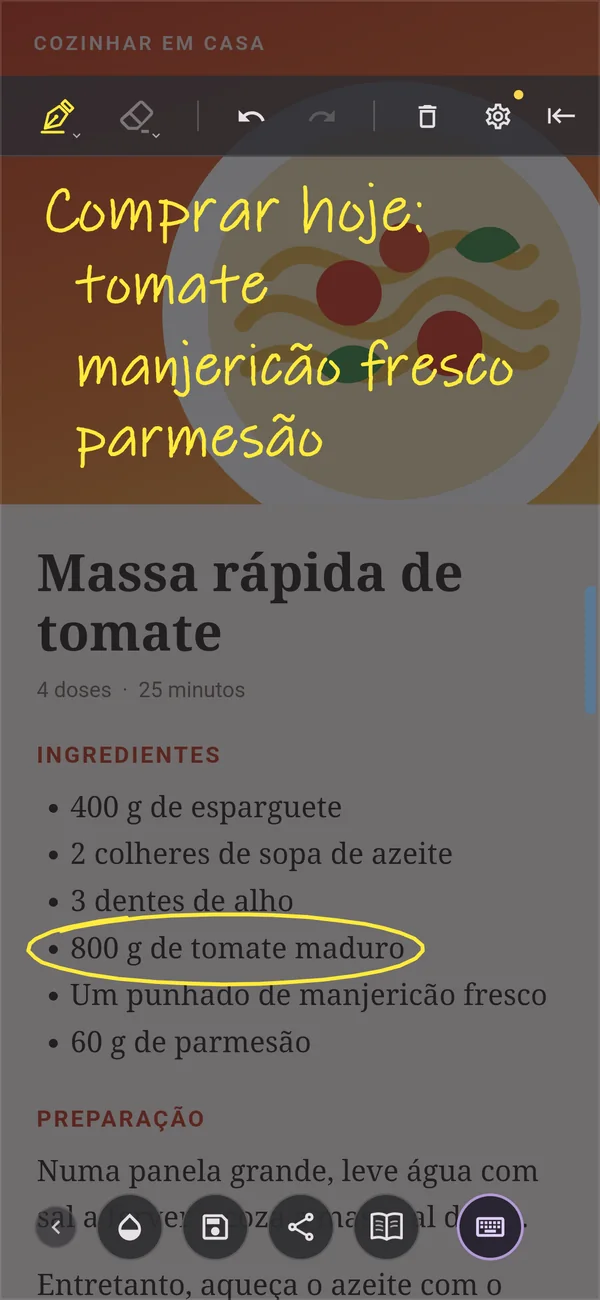 COZINHAR EM CASA
Comprar hoje:
tomate
manjericão fresco
parmesão
Massa rápida de
tomate
4 doses · 25 minutos
INGREDIENTES
• 400 g de esparguete
• 2 colheres de sopa de azeite
• 3 dentes de alho
• 800 g de tomate maduro
• Um punhado de manjericão fresco
• 60 g de parmesão
PREPARAÇÃO
Numa panela grande, leve água com
sal a
Entretanto, aqueça o azeite com o